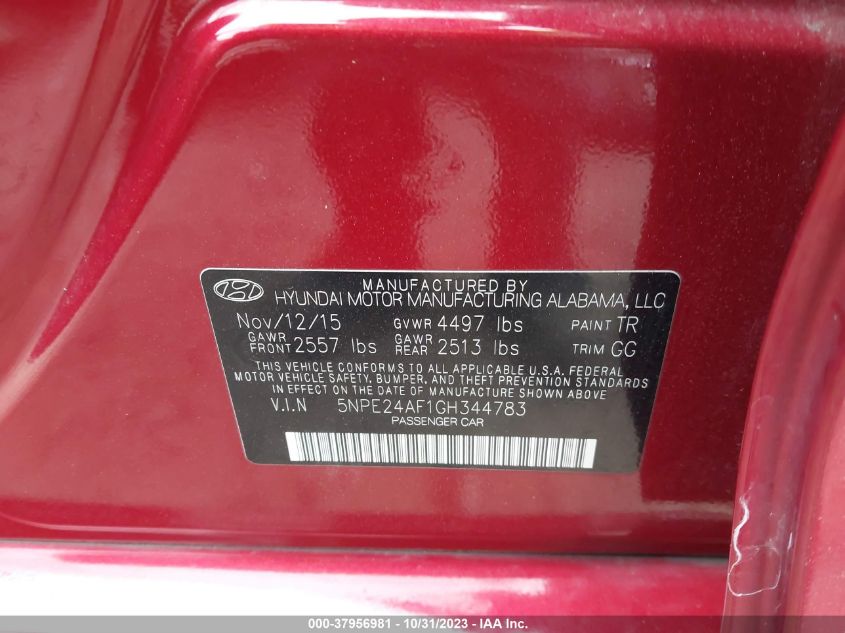 MANUFACTURED BY
HYUNDAI MOTOR MANUFACTURING ALABAMA, LLC
Nov/12/15 GVWR 4497 lbs PAINT TR
GAWR FRONT 2557 lbs GAWR REAR 2513 lbs TRIM GG
THIS VEHICLE CONFORMS TO ALL APPLICABLE U.S.A. FEDERAL
MOTOR VEHICLE SAFETY, BUMPER, AND THEFT PREVENTION STANDARDS
IN EFFECT ON THE DATE OF MANUFACTURE SHOWN ABOVE
V.I.N 5NPE24AF1GH344783
PASSENGER CAR
000-37956981 - 10/31/2023 - © IAA Inc.